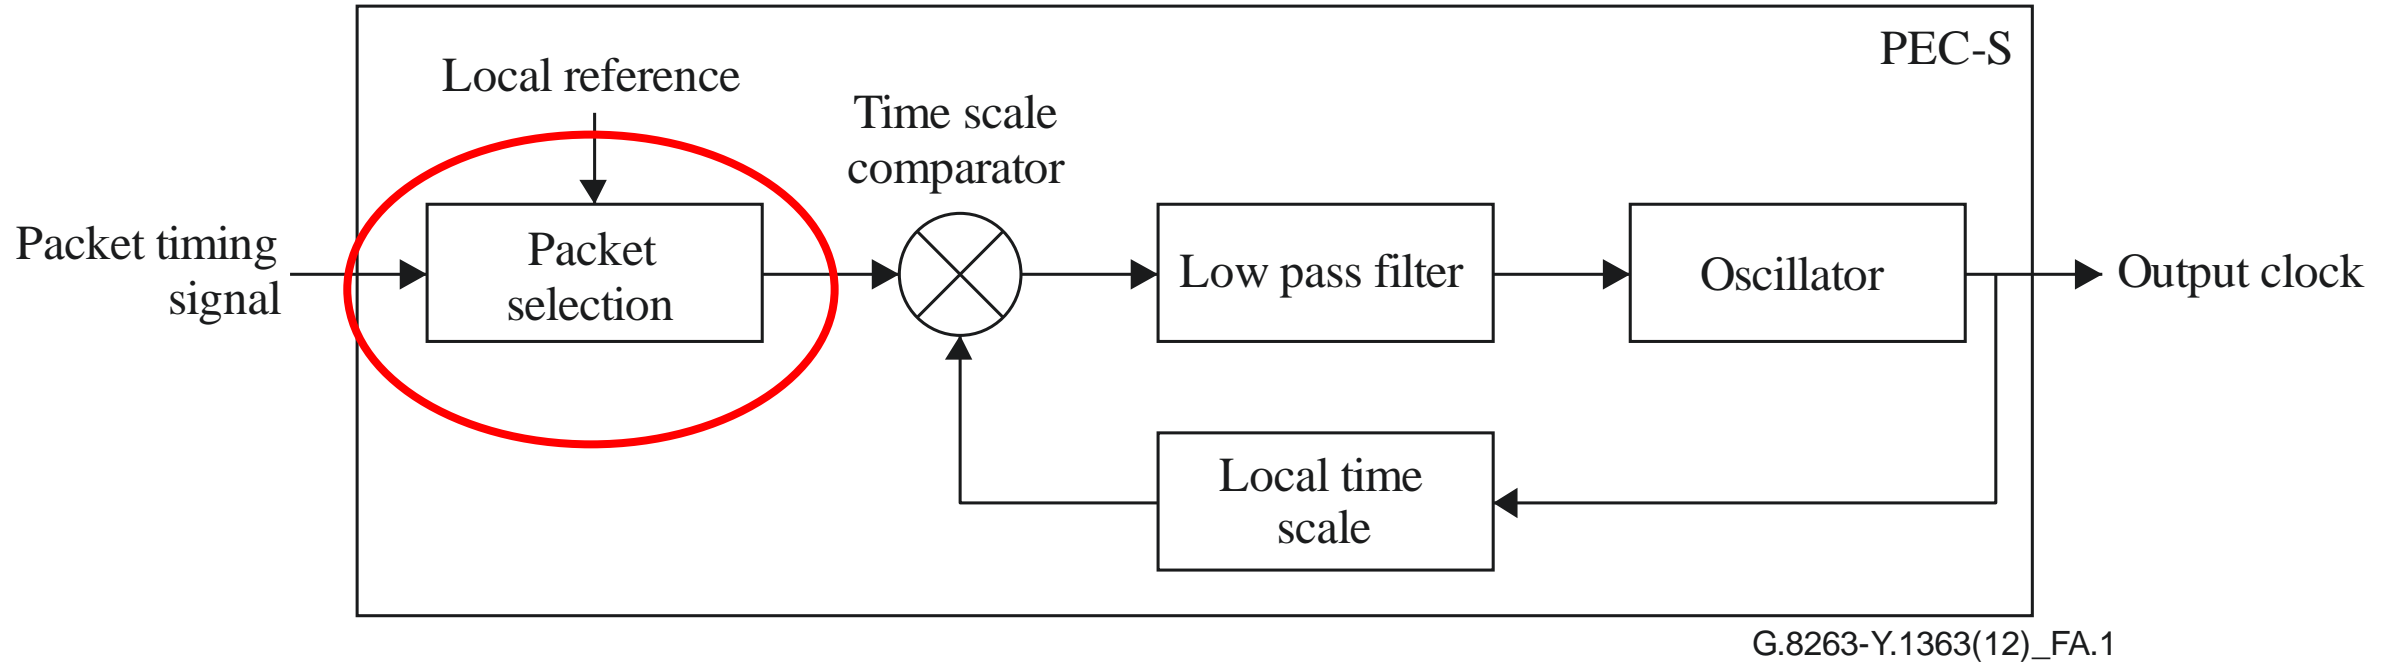 PEC-S
Local reference
Time scale
comparator
Packet timing
signal
Packet
selection
Low pass filter
Oscillator
Output clock
Local time
scale
G.8263-Y.1363(12)_FA.1